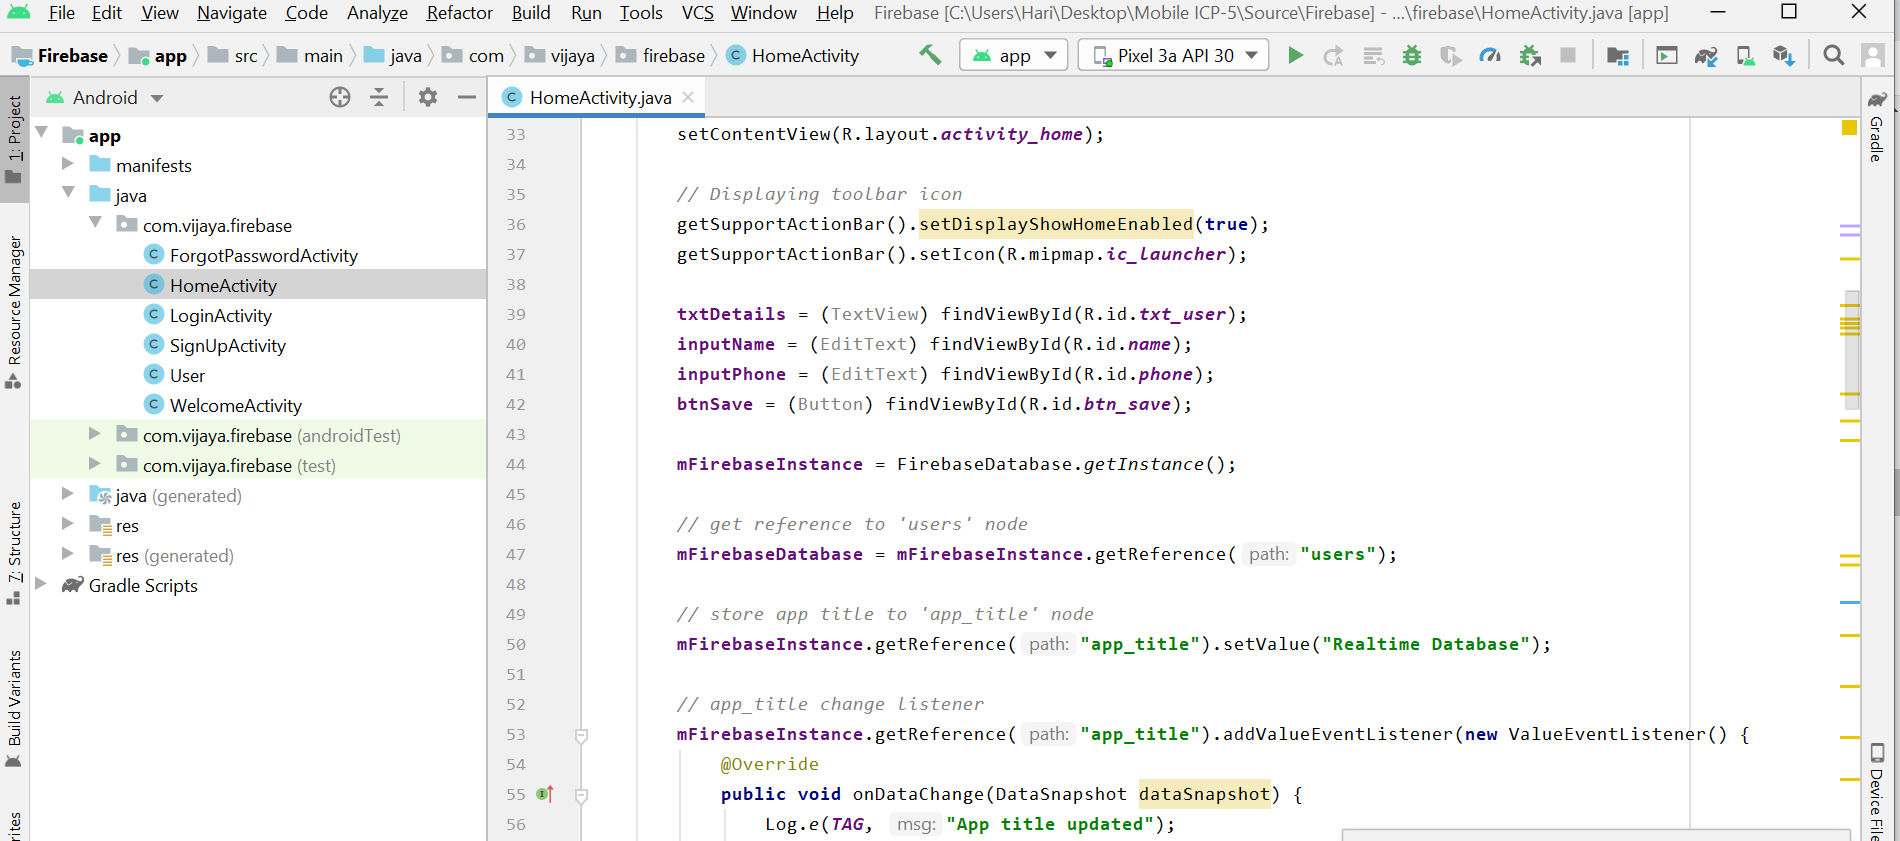 File Edit View Navigate Code Analyze Refactor Build Run Tools VCS Window Help Firebase [C:\Users\Hari\Desktop\Mobile ICP-5\Source\Firebase] - ...\firebase\HomeActivity.java [app]
Firebase app src main java com vijaya firebase HomeActivity app Pixel 3a API 30
Android
HomeActivity.java
1: Project
Resource Manager
7: Structure
Build Variants
app
manifests
java
com.vijaya.firebase
ForgotPasswordActivity
HomeActivity
LoginActivity
SignUpActivity
User
WelcomeActivity
com.vijaya.firebase (androidTest)
com.vijaya.firebase (test)
java (generated)
res
res (generated)
Gradle Scripts
33 setContentView(R.layout.activity_home);
34
35 // Displaying toolbar icon
36 getSupportActionBar().setDisplayShowHomeEnabled(true);
37 getSupportActionBar().setIcon(R.mipmap.ic_launcher);
38
39 txtDetails = (TextView) findViewById(R.id.txt_user);
40 inputName = (EditText) findViewById(R.id.name);
41 inputPhone = (EditText) findViewById(R.id.phone);
42 btnSave = (Button) findViewById(R.id.btn_save);
43
44 mFirebaseInstance = FirebaseDatabase.getInstance();
45
46 // get reference to 'users' node
47 mFirebaseDatabase = mFirebaseInstance.getReference( path: "users");
48
49 // store app title to 'app_title' node
50 mFirebaseInstance.getReference( path: "app_title").setValue("Realtime Database");
51
52 // app_title change listener
53 mFirebaseInstance.getReference( path: "app_title").addValueEventListener(new ValueEventListener() {
54 @Override
55 public void onDataChange(DataSnapshot dataSnapshot) {
56 Log.e(TAG, msg: "App title updated");
Gradle